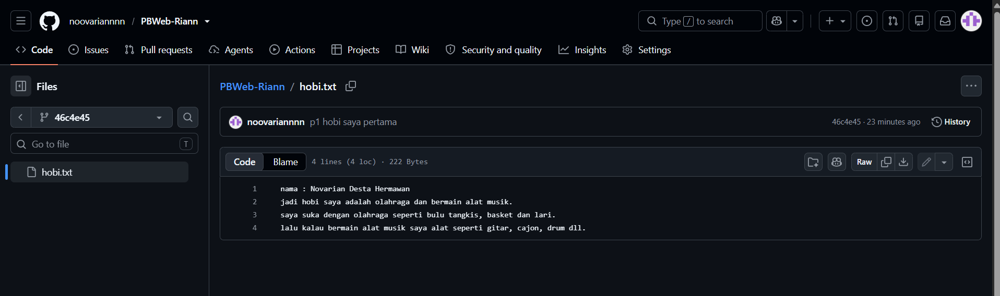 noovariannnn / PBWeb-Riann
Type / to search
Code Issues Pull requests Agents Actions Projects Wiki Security and quality Insights Settings
Files
46c4e45
Go to file T
hobi.txt
PBWeb-Riann / hobi.txt
noovariannnn p1 hobi saya pertama 46c4e45 · 23 minutes ago History
Code Blame 4 lines (4 loc) · 222 Bytes Raw
1 nama : Novarian Desta Hermawan
2 jadi hobi saya adalah olahraga dan bermain alat musik.
3 saya suka dengan olahraga seperti bulu tangkis, basket dan lari.
4 lalu kalau bermain alat musik saya alat seperti gitar, cajon, drum dll.